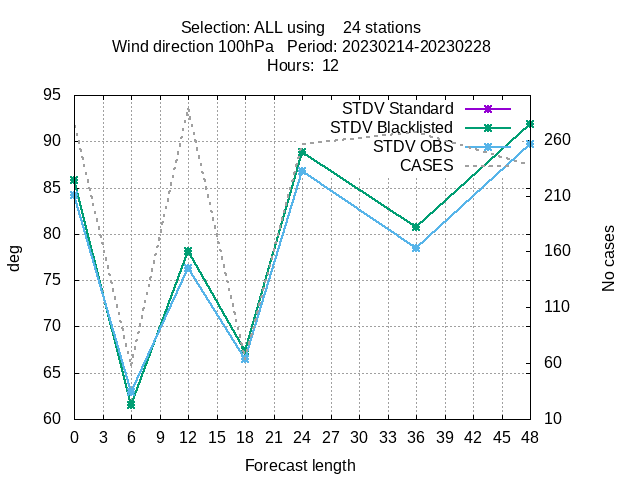 Selection: ALL using    24 stations
Wind direction 100hPa   Period: 20230214-20230228
Hours:  12
STDV Standard
STDV Blacklisted
STDV OBS
CASES
95
90
85
80
75
70
65
60
deg
260
210
160
110
60
10
No cases
0 3 6 9 12 15 18 21 24 27 30 33 36 39 42 45 48
Forecast length